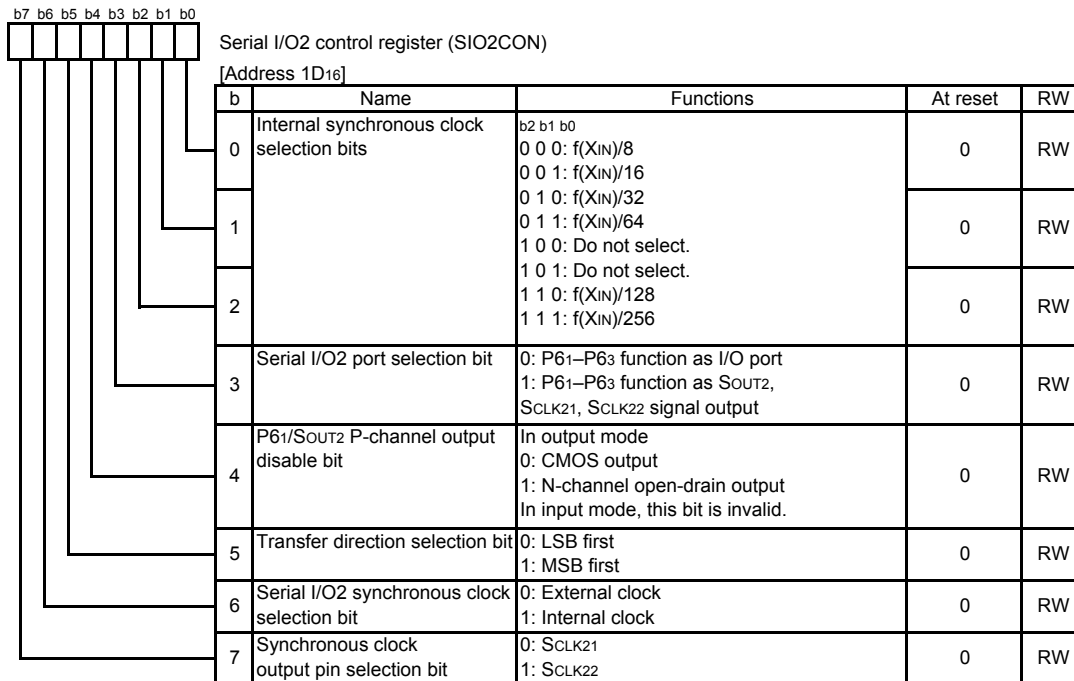 b7 b6 b5 b4 b3 b2 b1 b0
Serial I/O2 control register (SIO2CON)
[Address 1D16]
b Name Functions At reset RW
0 Internal synchronous clock selection bits
b2 b1 b0
0 0 0: f(XIN)/8
0 0 1: f(XIN)/16
0 1 0: f(XIN)/32
0 1 1: f(XIN)/64
1 0 0: Do not select.
1 0 1: Do not select.
1 1 0: f(XIN)/128
1 1 1: f(XIN)/256
0 RW
1 0 RW
2 0 RW
3 Serial I/O2 port selection bit
0: P61–P63 function as I/O port
1: P61–P63 function as SOUT2,
SCLK21, SCLK22 signal output
0 RW
4 P61/SOUT2 P-channel output
disable bit
In output mode
0: CMOS output
1: N-channel open-drain output
In input mode, this bit is invalid.
0 RW
5 Transfer direction selection bit
0: LSB first
1: MSB first
0 RW
6 Serial I/O2 synchronous clock
selection bit
0: External clock
1: Internal clock
0 RW
7 Synchronous clock
output pin selection bit
0: SCLK21
1: SCLK22
0 RW